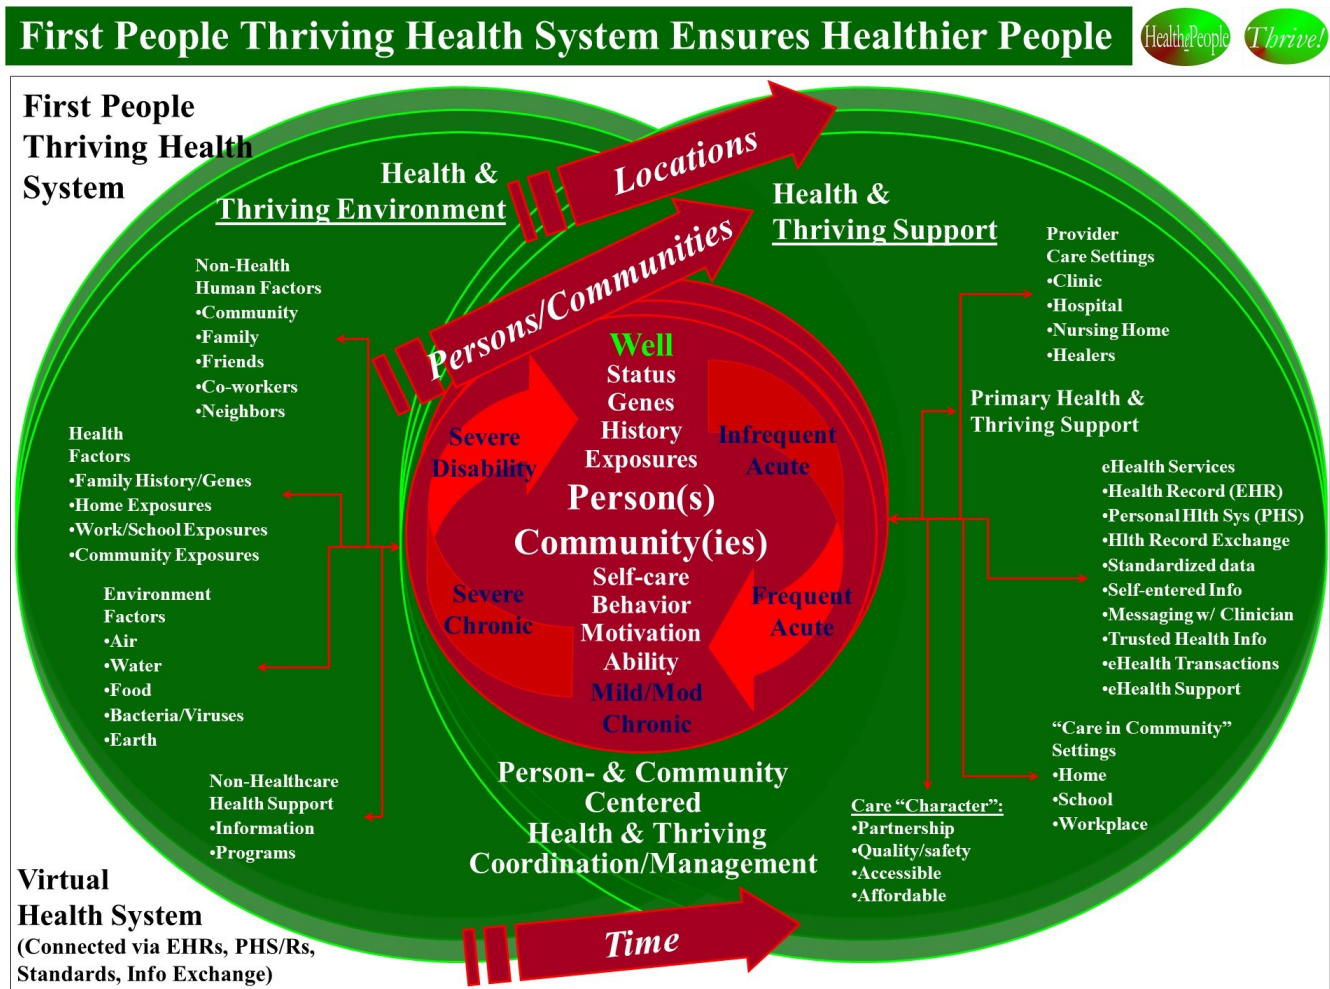 First People Thriving Health System Ensures Healthier People
HealthePeople
Thrive!
First People
Thriving Health
System
Health &
Thriving Environment
Locations
Health &
Thriving Support
Persons/Communities
Non-Health
Human Factors
•Community
•Family
•Friends
•Co-workers
•Neighbors
Health
Factors
•Family History/Genes
•Home Exposures
•Work/School Exposures
•Community Exposures
Environment
Factors
•Air
•Water
•Food
•Bacteria/Viruses
•Earth
Non-Healthcare
Health Support
•Information
•Programs
Well
Status
Genes
History
Exposures
Person(s)
Community(ies)
Self-care
Behavior
Motivation
Ability
Mild/Mod
Chronic
Severe
Disability
Infrequent
Acute
Severe
Chronic
Frequent
Acute
Person- & Community
Centered
Health & Thriving
Coordination/Management
Provider
Care Settings
•Clinic
•Hospital
•Nursing Home
•Healers
Primary Health &
Thriving Support
eHealth Services
•Health Record (EHR)
•Personal Hlth Sys (PHS)
•Hlth Record Exchange
•Standardized data
•Self-entered Info
•Messaging w/ Clinician
•Trusted Health Info
•eHealth Transactions
•eHealth Support
“Care in Community”
Settings
•Home
•School
•Workplace
Care “Character”:
•Partnership
•Quality/safety
•Accessible
•Affordable
Virtual
Health System
(Connected via EHRs, PHS/Rs,
Standards, Info Exchange)
Time